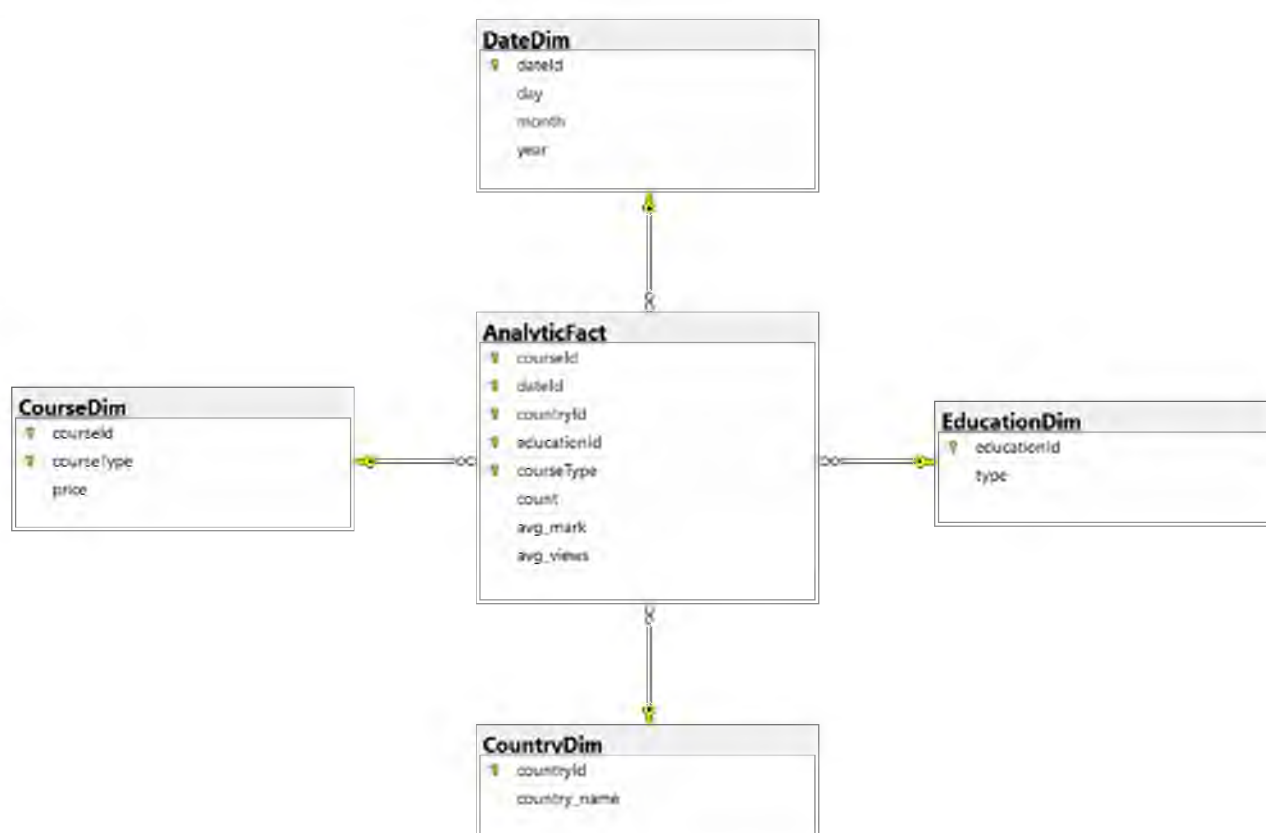 DateDim
dateId
day
month
year
AnalyticFact
courseId
dateId
countryId
educationId
courseType
count
avg_mark
avg_views
CourseDim
courseId
courseType
price
EducationDim
educationId
type
CountryDim
countryId
country_name